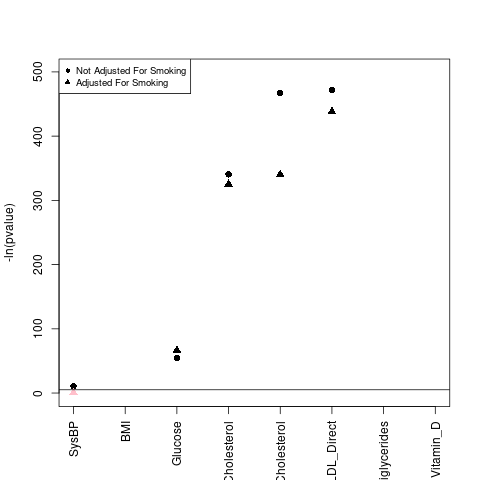 Not Adjusted For Smoking
Adjusted For Smoking
-ln(pvalue)
500
400
300
200
100
0
SysBP
BMI
Glucose
Cholesterol
Cholesterol
LDL_Direct
iglycerides
Vitamin_D